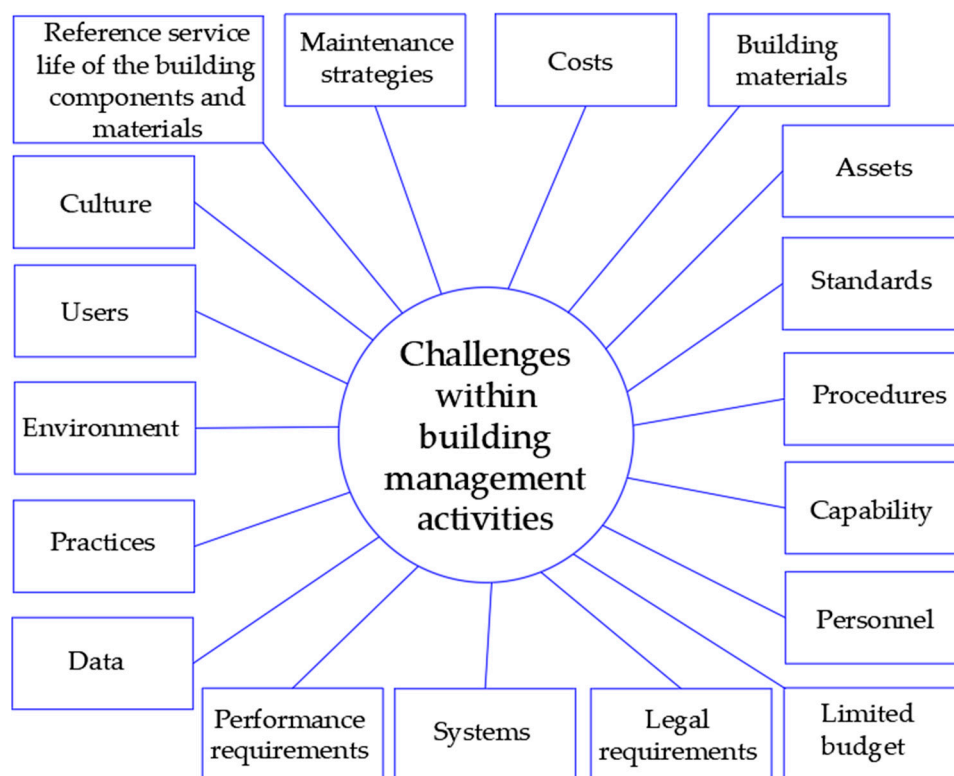 Reference service
life of the building
components and
materials
Maintenance
strategies
Costs
Building
materials
Assets
Culture
Standards
Users
Challenges
within
building
management
activities
Procedures
Environment
Capability
Practices
Personnel
Data
Performance
requirements
Systems
Legal
requirements
Limited
budget